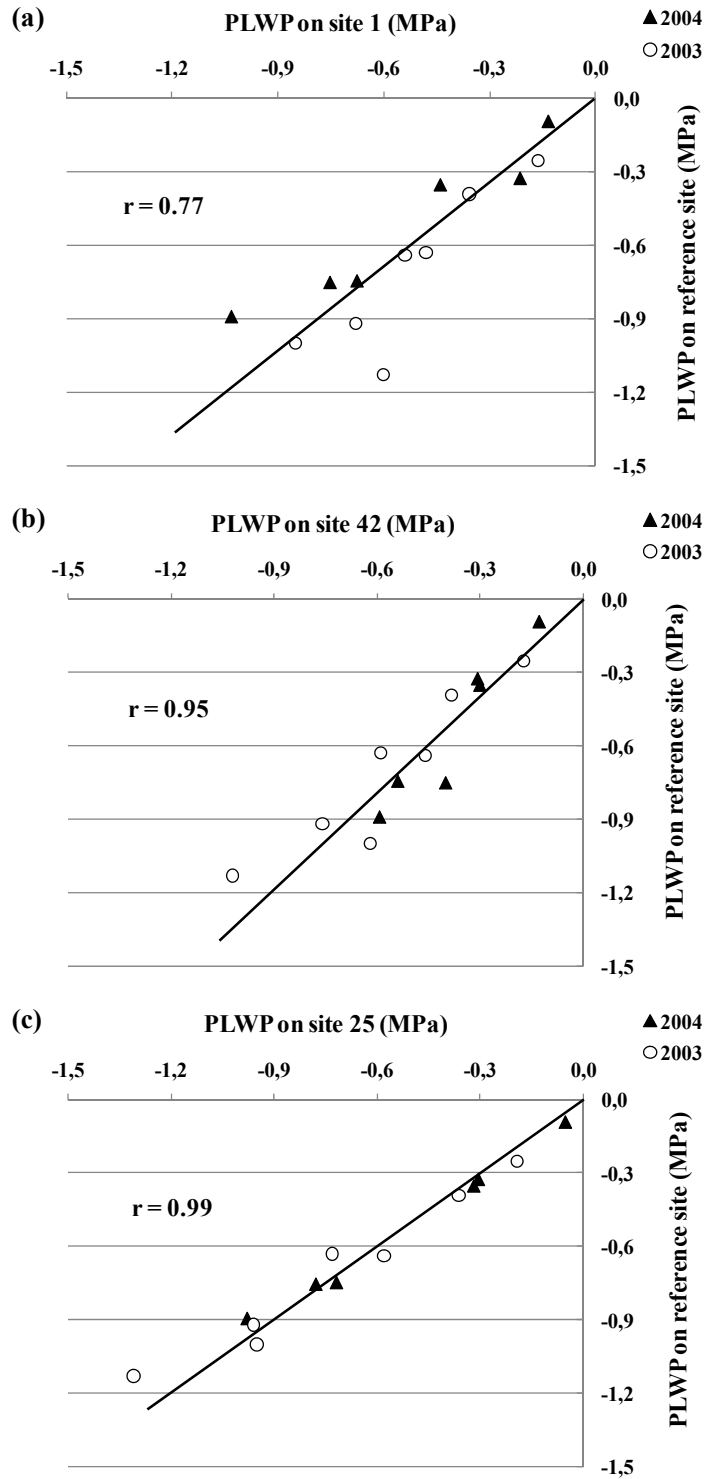 (a)
PLWP on site 1 (MPa)
▲ 2004
○ 2003
-1,5 -1,2 -0,9 -0,6 -0,3 0,0
0,0
-0,3
-0,6
-0,9
-1,2
-1,5
r = 0.77
PLWP on reference site (MPa)
(b)
PLWP on site 42 (MPa)
▲ 2004
○ 2003
-1,5 -1,2 -0,9 -0,6 -0,3 0,0
0,0
-0,3
-0,6
-0,9
-1,2
-1,5
r = 0.95
PLWP on reference site (MPa)
(c)
PLWP on site 25 (MPa)
▲ 2004
○ 2003
-1,5 -1,2 -0,9 -0,6 -0,3 0,0
0,0
-0,3
-0,6
-0,9
-1,2
-1,5
r = 0.99
PLWP on reference site (MPa)